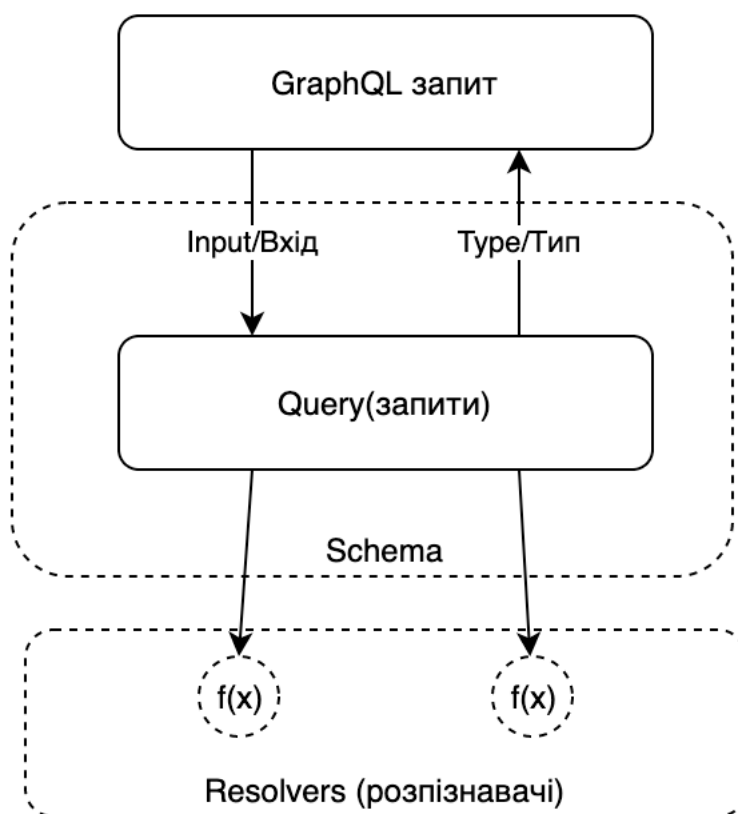 GraphQL запит
Input/Вхід
Type/Тип
Query(запити)
Schema
f(x)
f(x)
Resolvers (розпізнавачі)